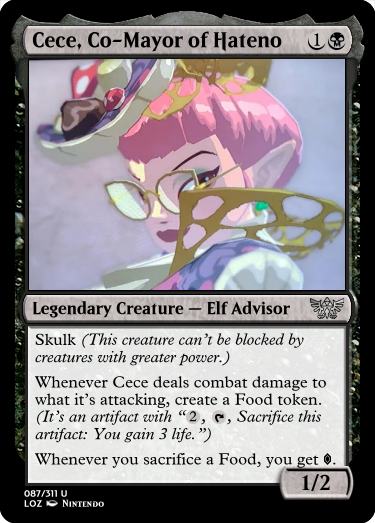 Cece, Co-Mayor of Hateno 1
Legendary Creature — Elf Advisor
Skulk (This creature can't be blocked by
creatures with greater power.)
Whenever Cece deals combat damage to
what it's attacking, create a Food token.
(It's an artifact with "2, , Sacrifice this
artifact: You gain 3 life.")
Whenever you sacrifice a Food, you get .
1/2
087/311 U
LOZ Nintendo